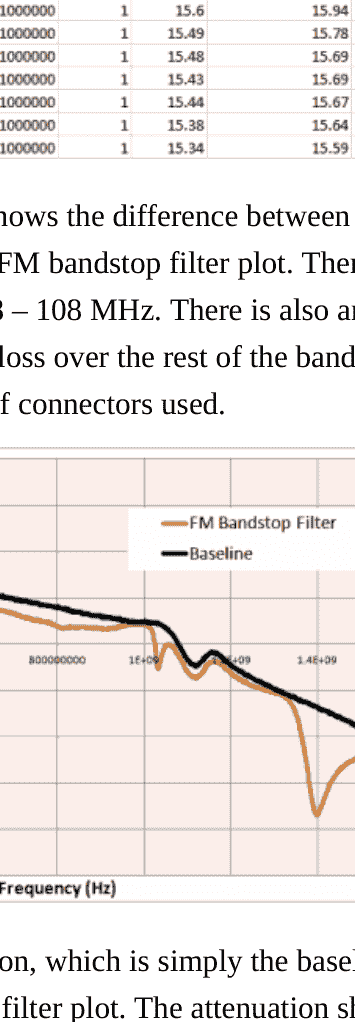 1000000 1 15.6 15.94
1000000 1 15.49 15.78
1000000 1 15.48 15.69
1000000 1 15.43 15.69
1000000 1 15.44 15.67
1000000 1 15.38 15.64
1000000 1 15.34 15.59
hows the difference between
FM bandstop filter plot. Ther
– 108 MHz. There is also an
loss over the rest of the band
f connectors used.
FM Bandstop Filter
Baseline
800000000 1E+09 1.4E+09
Frequency (Hz)
on, which is simply the basel
filter plot. The attenuation sh